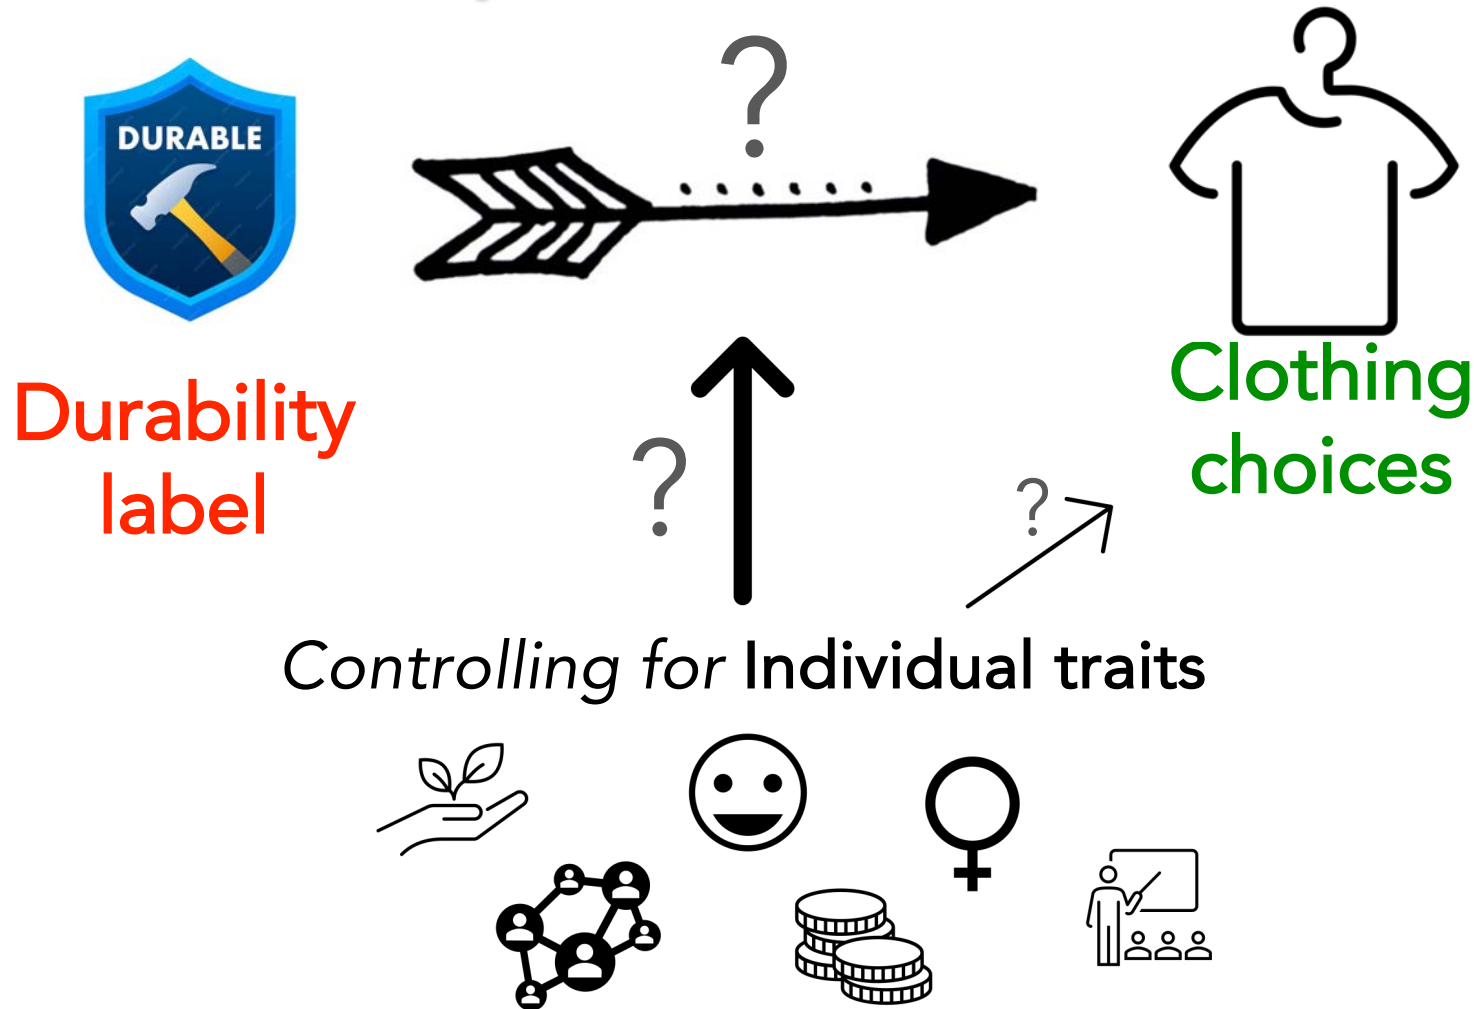 ?
DURABLE
Durability
label
Clothing
choices
?
?
Controlling for Individual traits